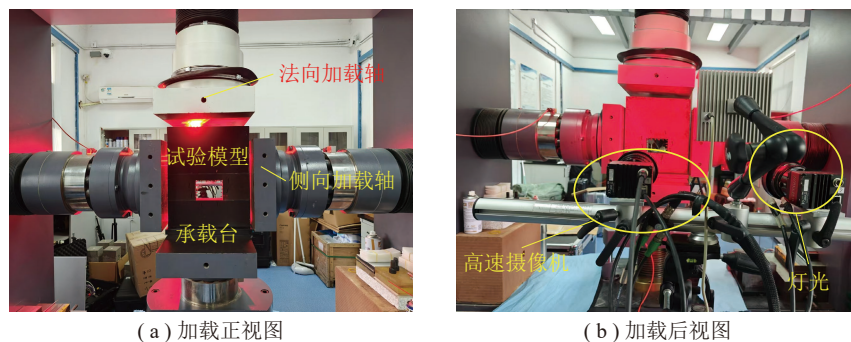 法向加载轴
试验模型
侧向加载轴
承载台
高速摄像机
灯光
( a ) 加载正视图
( b ) 加载后视图